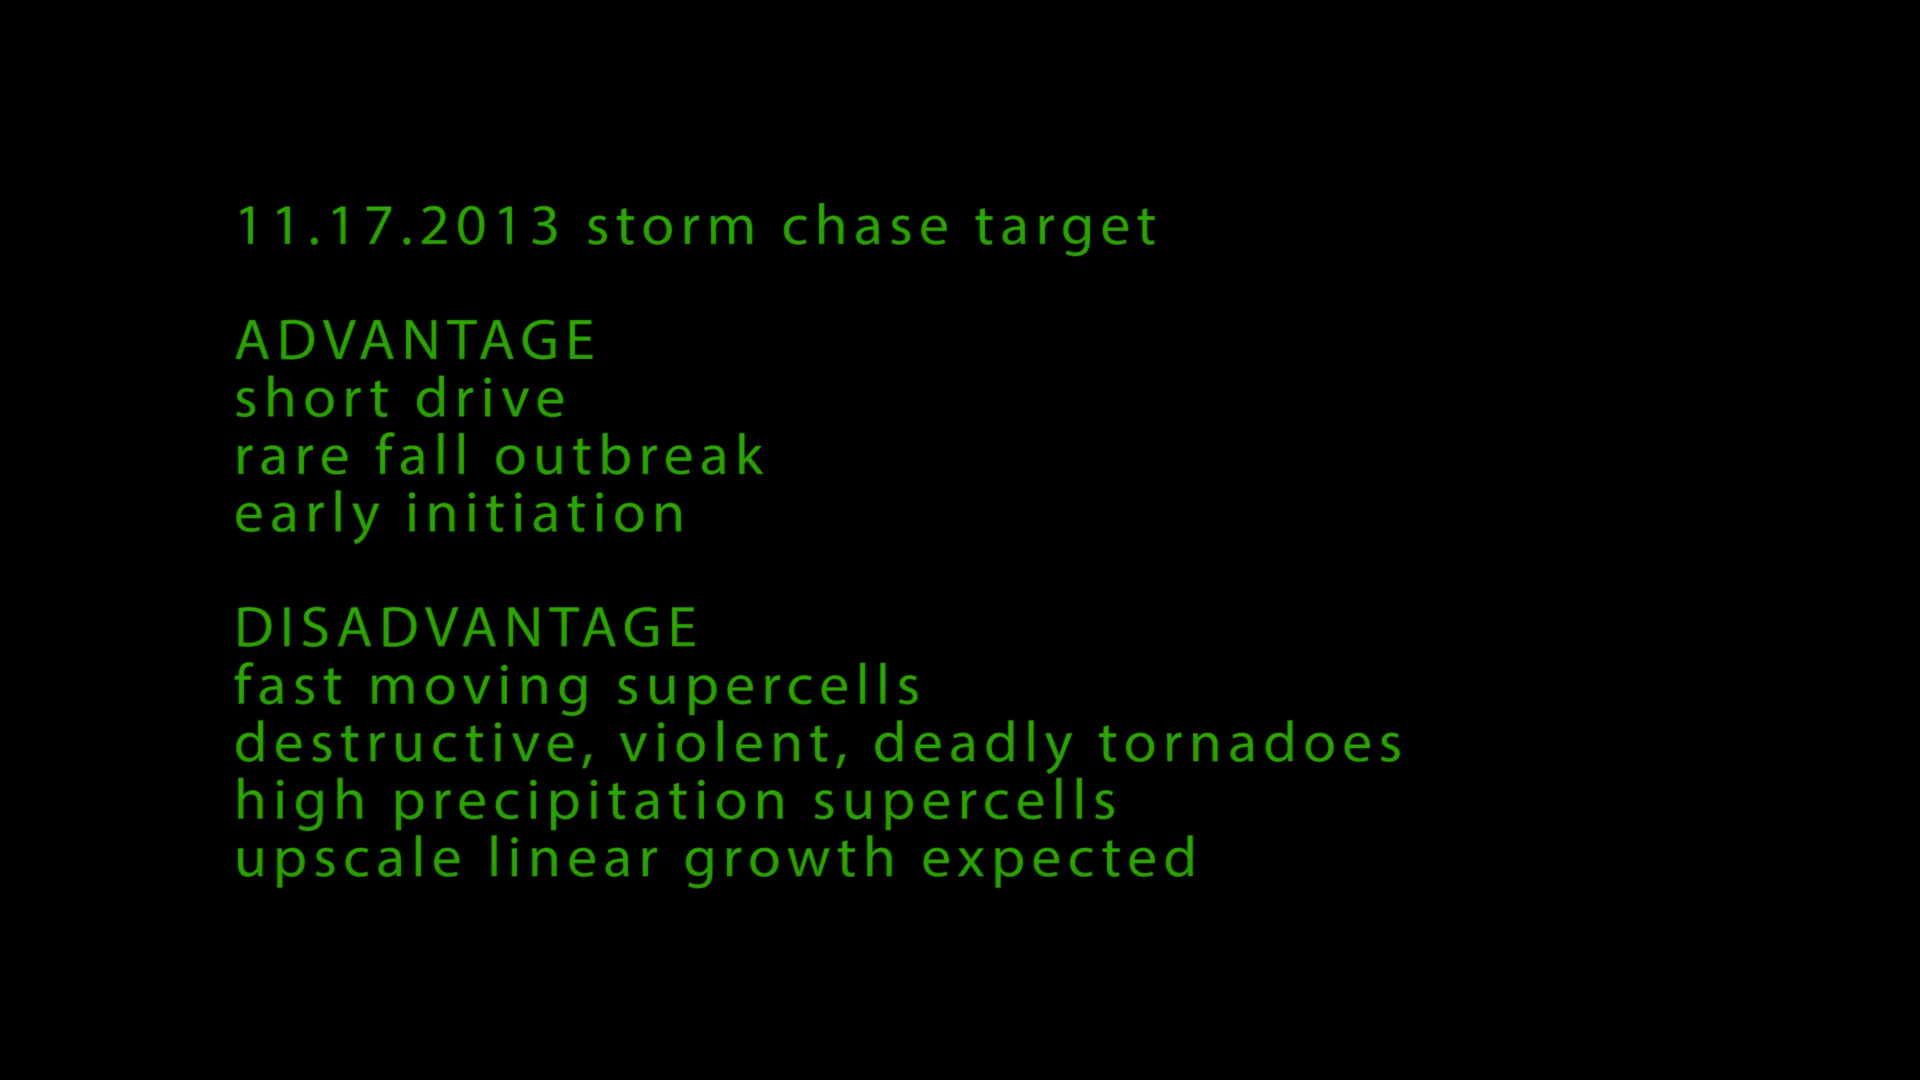 11.17.2013 storm chase target
ADVANTAGE
short drive
rare fall outbreak
early initiation
DISADVANTAGE
fast moving supercells
destructive, violent, deadly tornadoes
high precipitation supercells
upscale linear growth expected